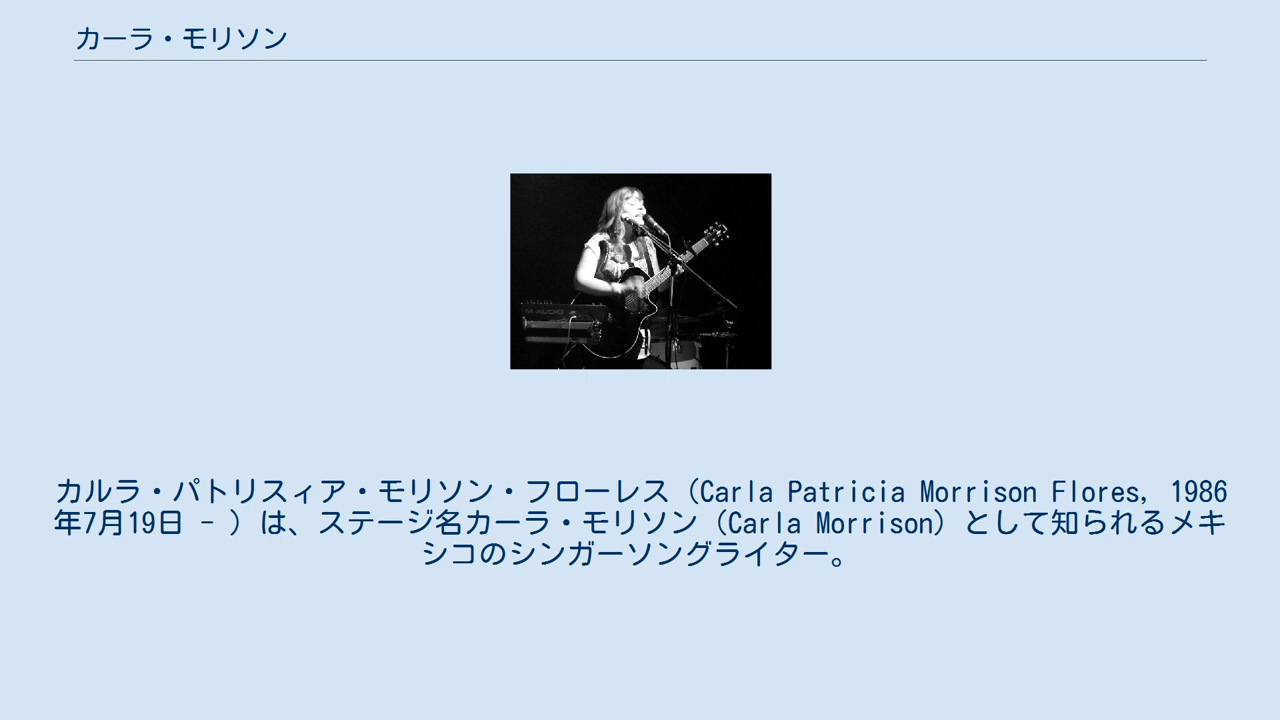 カーラ・モリソン
M-AUDIO
カルラ・パトリスィア・モリソン・フローレス（Carla Patricia Morrison Flores, 1986
年7月19日 - ）は、ステージ名カーラ・モリソン（Carla Morrison）として知られるメキ
シコのシンガーソングライター。